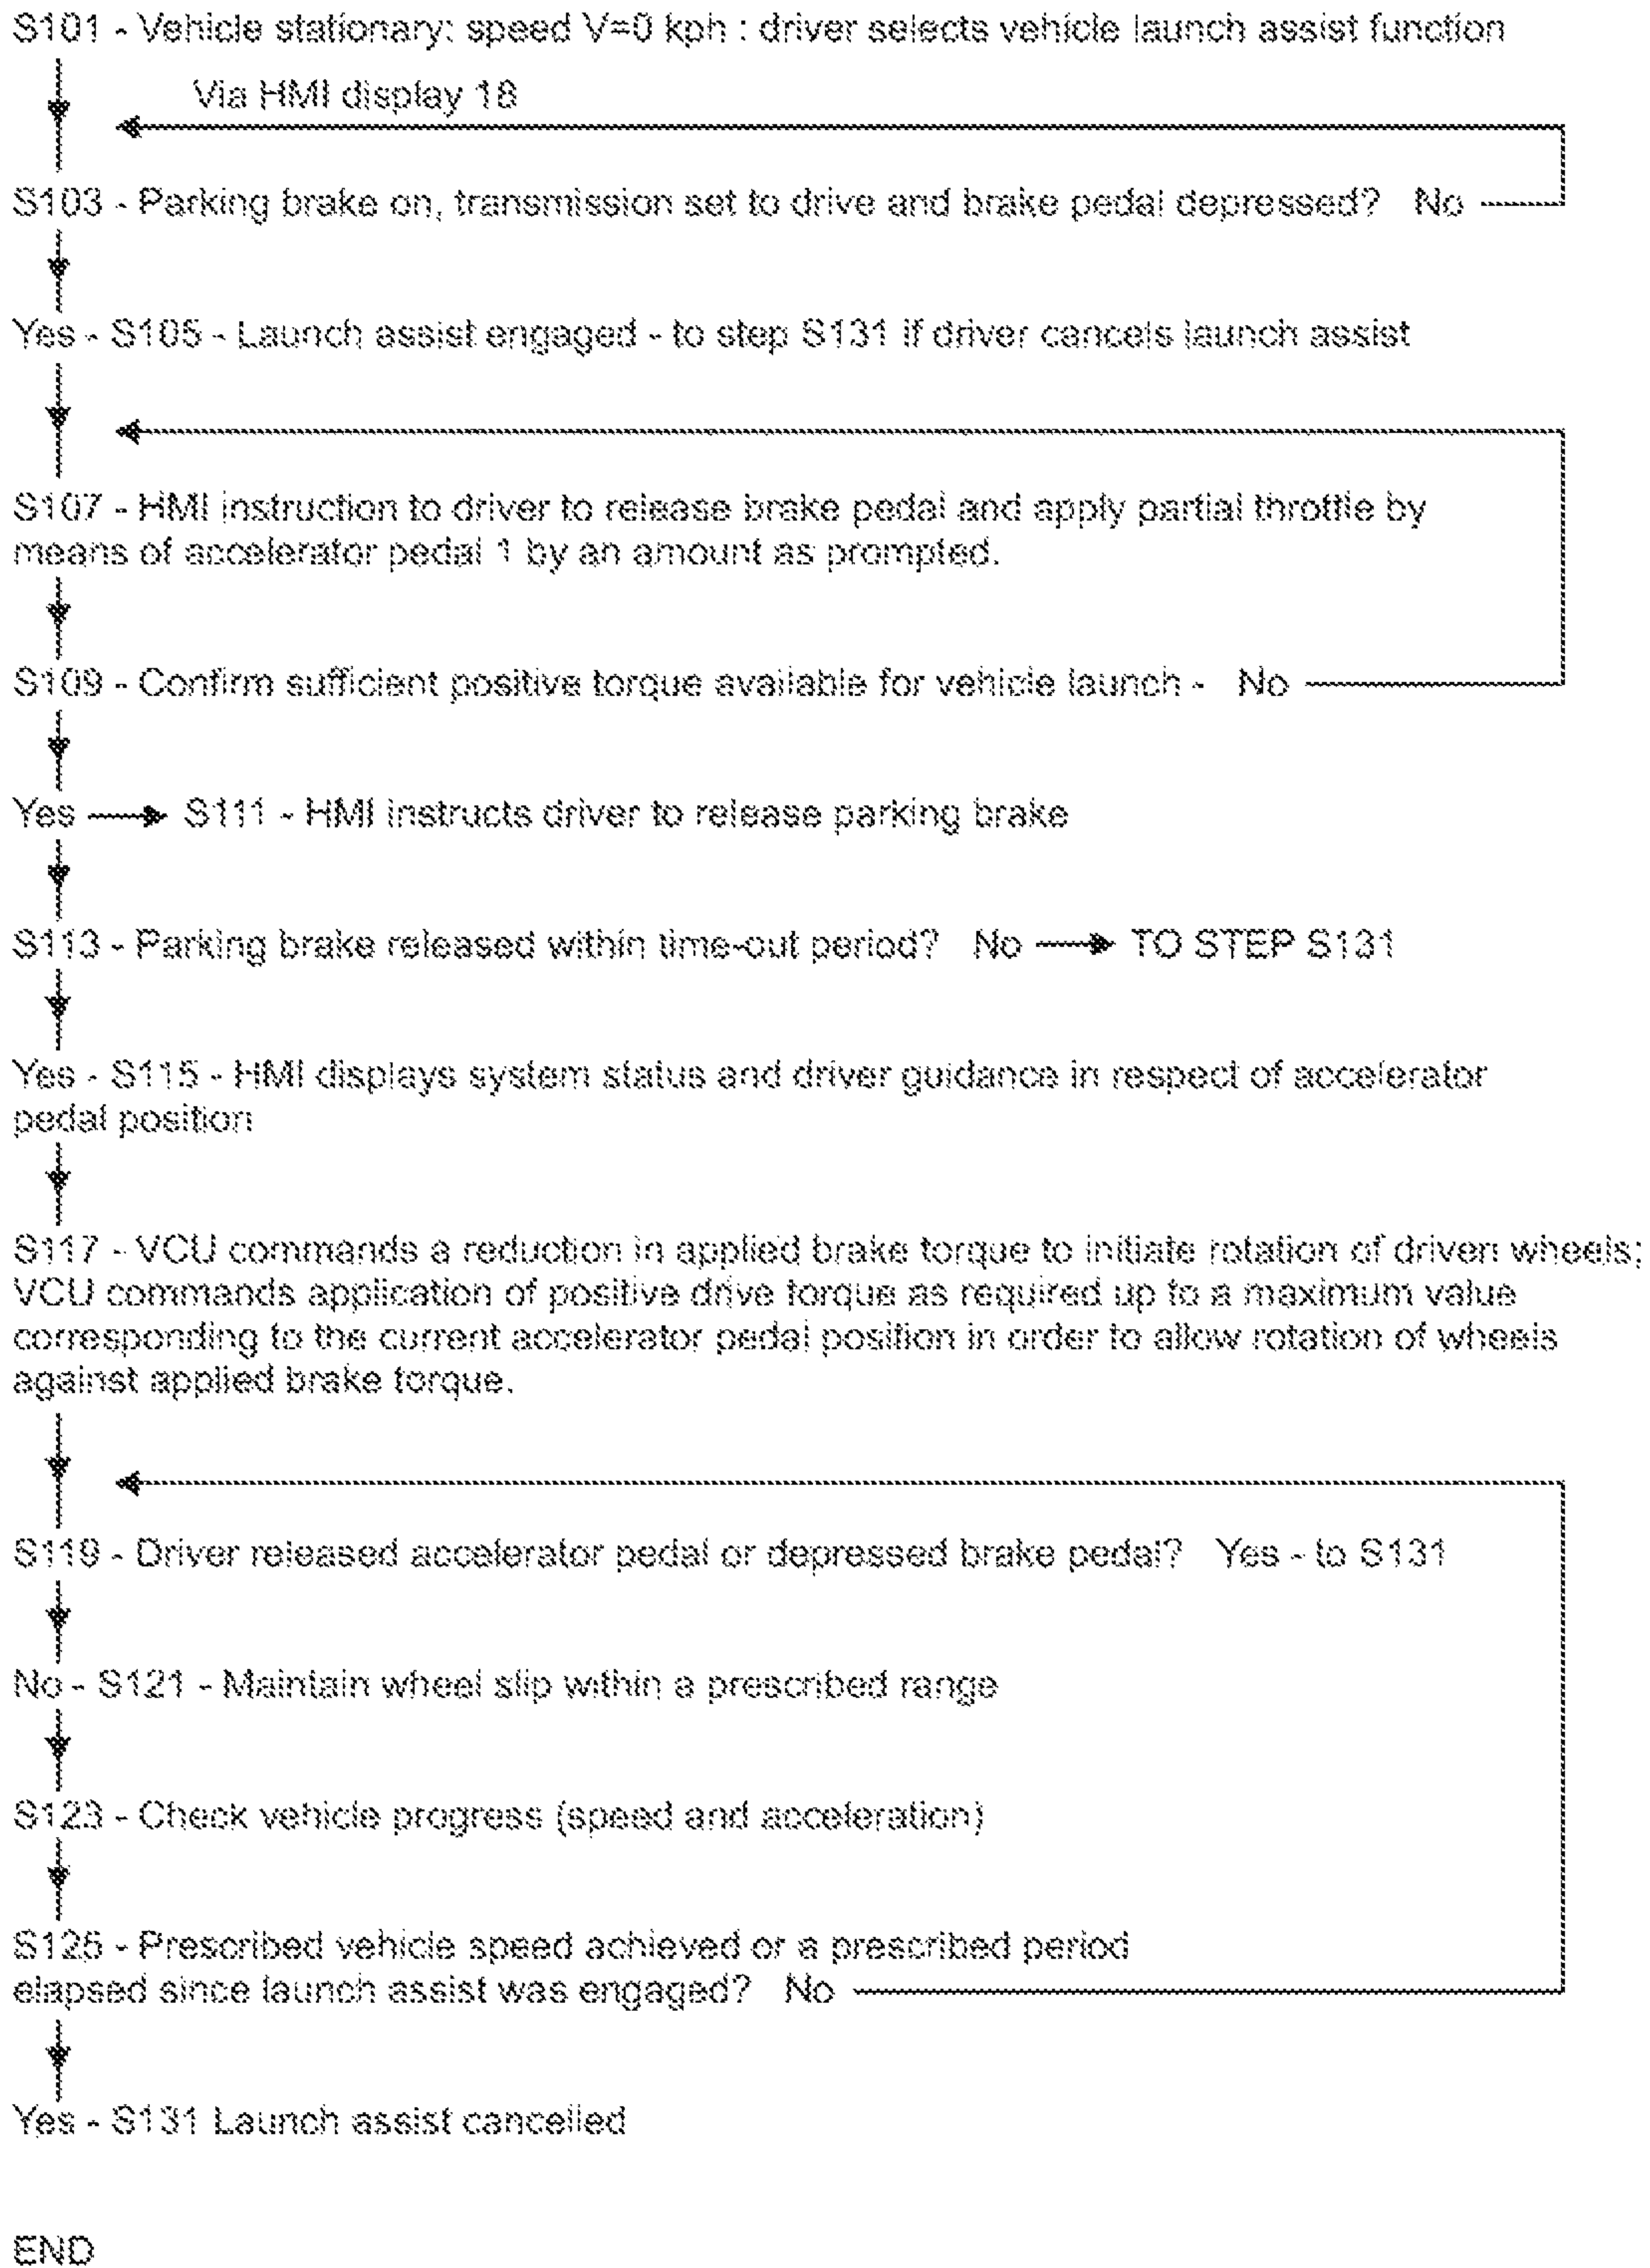 S101 - Vehicle stationary: speed V=0 kph : driver selects vehicle launch assist function
Via HMI display 18
S103 - Parking brake on, transmission set to drive and brake pedal depressed? No
Yes - S105 - Launch assist engaged - to step S131 if driver cancels launch assist
S107 - HMI instruction to driver to release brake pedal and apply partial throttle by
means of accelerator pedal 1 by an amount as prompted.
S109 - Confirm sufficient positive torque available for vehicle launch - No
Yes S111 - HMI instructs driver to release parking brake
S113 - Parking brake released within time-out period? No TO STEP S131
Yes - S115 - HMI displays system status and driver guidance in respect of accelerator
pedal position
S117 - VCU commands a reduction in applied brake torque to initiate rotation of driven wheels;
VCU commands application of positive drive torque as required up to a maximum value
corresponding to the current accelerator pedal position in order to allow rotation of wheels
against applied brake torque.
S119 - Driver released accelerator pedal or depressed brake pedal? Yes - to S131
No - S121 - Maintain wheel slip within a prescribed range
S123 - Check vehicle progress (speed and acceleration)
S125 - Prescribed vehicle speed achieved or a prescribed period
elapsed since launch assist was engaged? No
Yes - S131 Launch assist cancelled
END